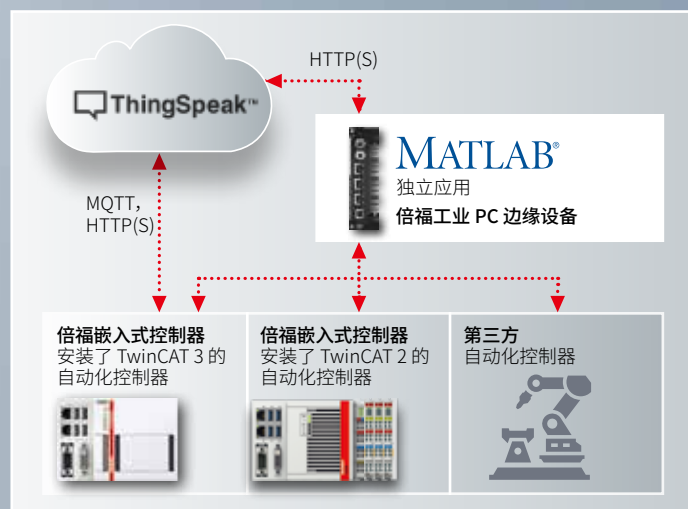 HTTP(S)
ThingSpeak™
MATLAB®
独立应用
倍福工业 PC 边缘设备
MQTT，
HTTP(S)
倍福嵌入式控制器
安装了 TwinCAT 3 的
自动化控制器
倍福嵌入式控制器
安装了 TwinCAT 2 的
自动化控制器
第三方
自动化控制器